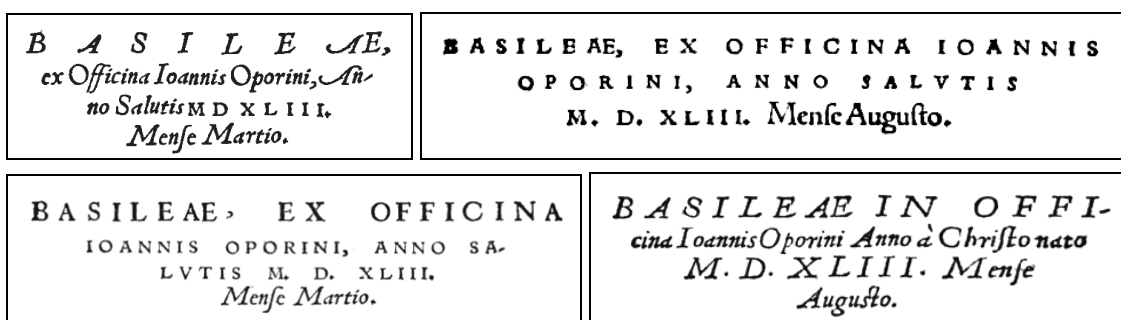 BASILEAE,
ex Officina Ioannis Oporini, An-
no Salutis M D XLIII.
Menſe Martio.
BASILEAE, EX OFFICINA IOANNIS
OPORINI, ANNO SALVTIS
M. D. XLIII. Menſe Auguſto.
BASILEAE, EX OFFICINA
IOANNIS OPORINI, ANNO SA-
LVTIS M. D. XLIII.
Menſe Martio.
BASILEAE IN OFFI-
cina Ioannis Oporini Anno à Chriſto nato
M. D. XLIII. Menſe
Auguſto.